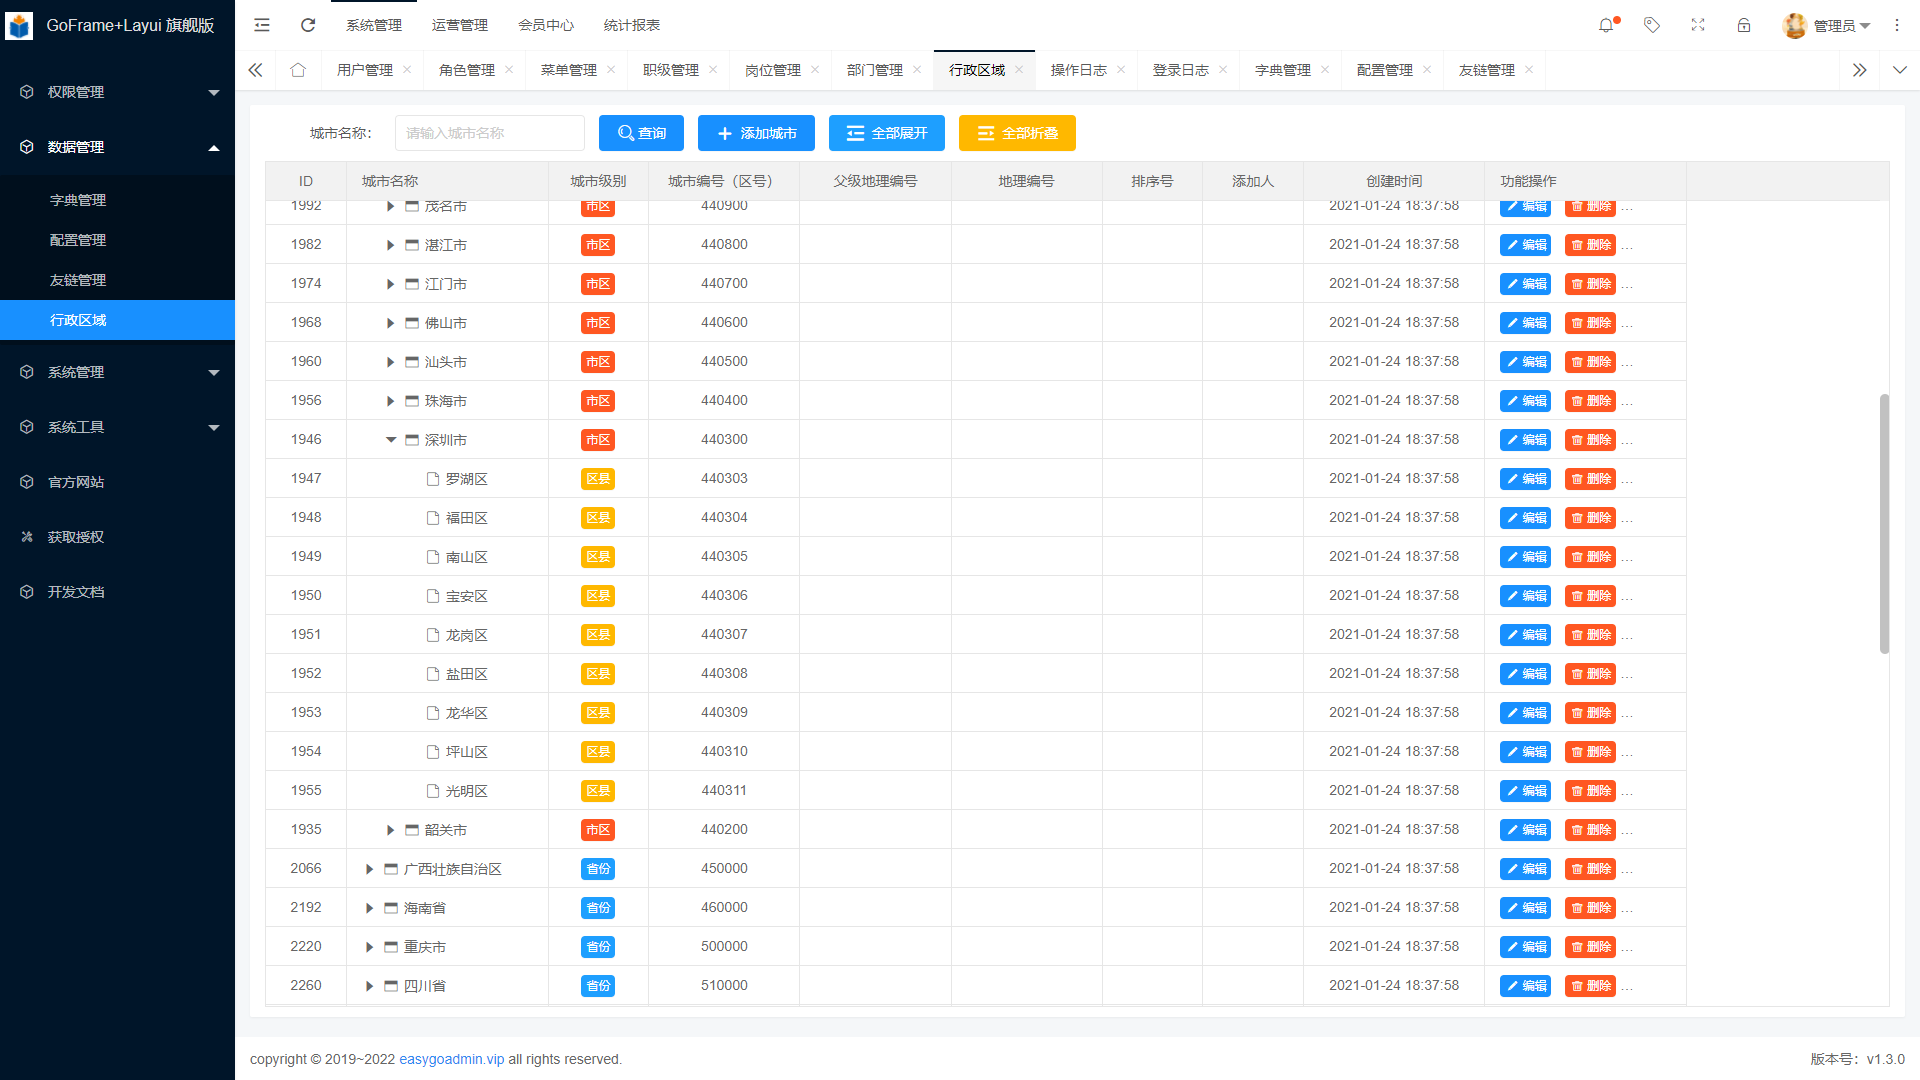 GoFrame+Layui 旗舰版
系统管理 运营管理 会员中心 统计报表
管理员
用户管理 角色管理 菜单管理 职级管理 岗位管理 部门管理 行政区域 操作日志 登录日志 字典管理 配置管理 友链管理
权限管理
数据管理
字典管理
配置管理
友链管理
行政区域
系统管理
系统工具
官方网站
获取授权
开发文档
城市名称： 请输入城市名称 查询 添加城市 全部展开 全部折叠
ID 城市名称 城市级别 城市编号（区号） 父级地理编号 地理编号 排序号 添加人 创建时间 功能操作
1992 茂名市 市区 440900 2021-01-24 18:37:58 编辑 删除 ...
1982 湛江市 市区 440800 2021-01-24 18:37:58 编辑 删除 ...
1974 江门市 市区 440700 2021-01-24 18:37:58 编辑 删除 ...
1968 佛山市 市区 440600 2021-01-24 18:37:58 编辑 删除 ...
1960 汕头市 市区 440500 2021-01-24 18:37:58 编辑 删除 ...
1956 珠海市 市区 440400 2021-01-24 18:37:58 编辑 删除 ...
1946 深圳市 市区 440300 2021-01-24 18:37:58 编辑 删除 ...
1947 罗湖区 区县 440303 2021-01-24 18:37:58 编辑 删除 ...
1948 福田区 区县 440304 2021-01-24 18:37:58 编辑 删除 ...
1949 南山区 区县 440305 2021-01-24 18:37:58 编辑 删除 ...
1950 宝安区 区县 440306 2021-01-24 18:37:58 编辑 删除 ...
1951 龙岗区 区县 440307 2021-01-24 18:37:58 编辑 删除 ...
1952 盐田区 区县 440308 2021-01-24 18:37:58 编辑 删除 ...
1953 龙华区 区县 440309 2021-01-24 18:37:58 编辑 删除 ...
1954 坪山区 区县 440310 2021-01-24 18:37:58 编辑 删除 ...
1955 光明区 区县 440311 2021-01-24 18:37:58 编辑 删除 ...
1935 韶关市 市区 440200 2021-01-24 18:37:58 编辑 删除 ...
2066 广西壮族自治区 省份 450000 2021-01-24 18:37:58 编辑 删除 ...
2192 海南省 省份 460000 2021-01-24 18:37:58 编辑 删除 ...
2220 重庆市 省份 500000 2021-01-24 18:37:58 编辑 删除 ...
2260 四川省 省份 510000 2021-01-24 18:37:58 编辑 删除 ...
copyright © 2019~2022 easygoadmin.vip all rights reserved. 版本号：v1.3.0